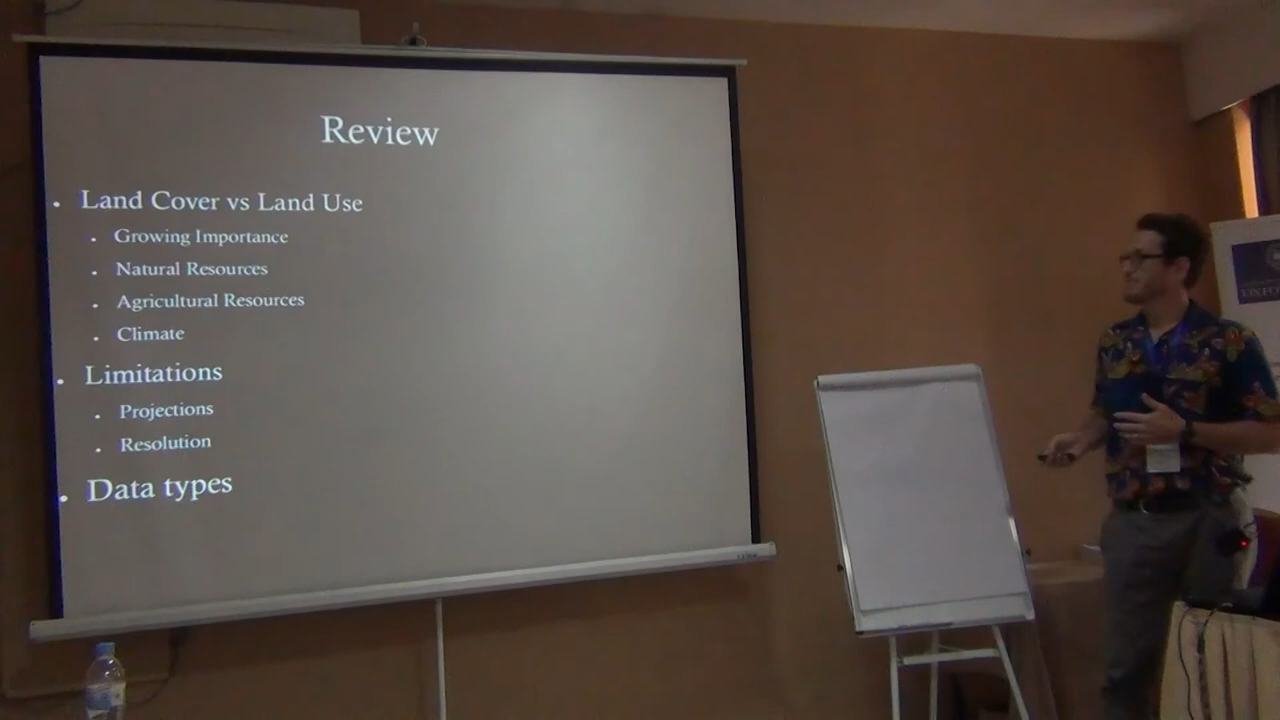 Review
• Land Cover vs Land Use
• Growing Importance
• Natural Resources
• Agricultural Resources
• Climate
• Limitations
• Projections
• Resolution
• Data types